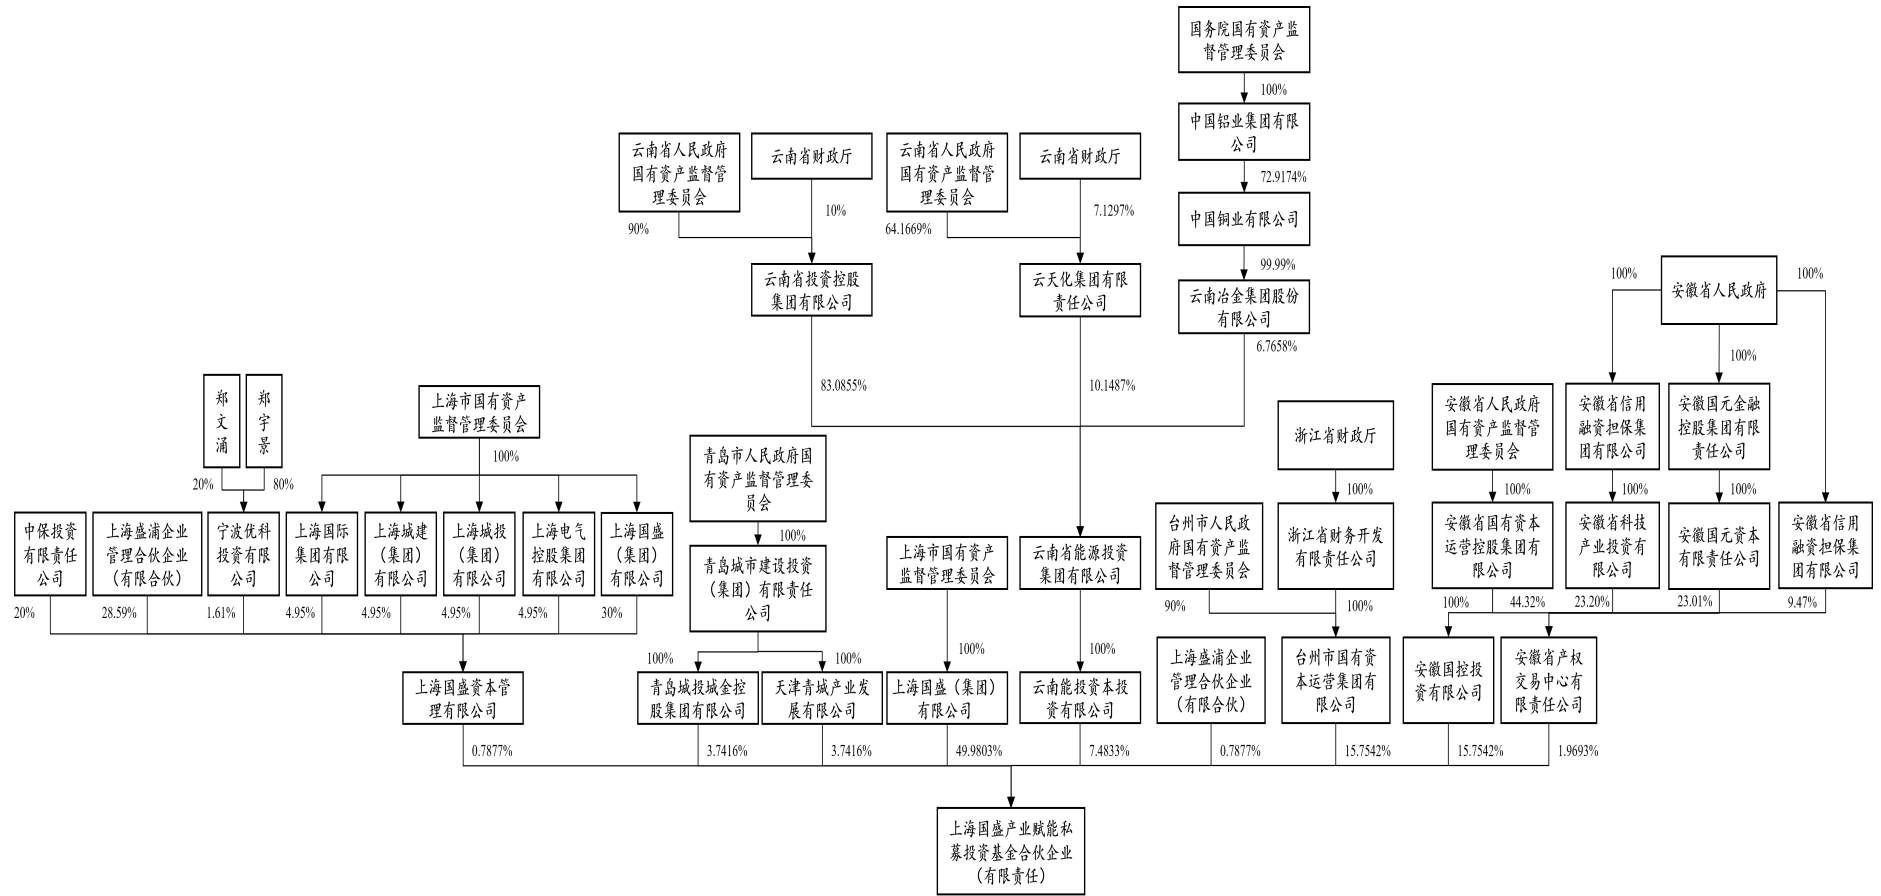 国务院国有资产监
督管理委员会
100%
中国铝业集团有限
公司
72.9174%
中国铜业有限公司
99.99%
云南冶金集团股份
有限公司
6.7658%
云南省人民政府
国有资产监督管
理委员会
90%
云南省财政厅
10%
云南省投资控股
集团有限公司
83.0855%
云南省人民政府
国有资产监督管
理委员会
64.1669%
云南省财政厅
7.1297%
云天化集团有限
责任公司
10.1487%
安徽省人民政府
100%
100%
100%
郑
文
涌
20%
郑
宇
景
80%
上海市国有资产
监督管理委员会
100%
青岛市人民政府国
有资产监督管理委
员会
100%
浙江省财政厅
100%
安徽省人民政府
国有资产监督管
理委员会
100%
安徽省信用
融资担保集
团有限公司
100%
安徽国元金融
控股集团有限
责任公司
100%
中保投资
有限责任
公司
20%
上海盛浦企业
管理合伙企业
（有限合伙）
28.59%
宁波优科
投资有限
公司
1.61%
上海国际
集团有限
公司
4.95%
上海城建
（集团）
有限公司
4.95%
上海城投
（集团）
有限公司
4.95%
上海电气
控股集团
有限公司
4.95%
上海国盛
（集团）
有限公司
30%
青岛城市建设投资
（集团）有限责任
公司
上海市国有资产
监督管理委员会
100%
云南省能源投资
集团有限公司
100%
台州市人民政
府国有资产监
督管理委员会
90%
浙江省财务开发
有限责任公司
100%
安徽省国有资本
运营控股集团有
限公司
100%
44.32%
安徽省科技
产业投资有
限公司
23.20%
安徽国元资本
有限责任公司
23.01%
安徽省信用
融资担保集
团有限公司
9.47%
上海国盛资本管
理有限公司
0.7877%
100%
青岛城投城金控
股集团有限公司
3.7416%
100%
天津青城产业发
展有限公司
3.7416%
上海国盛（集团）
有限公司
49.9803%
云南能投资本投
资有限公司
7.4833%
上海盛浦企业
管理合伙企业
（有限合伙）
0.7877%
台州市国有资
本运营集团有
限公司
15.7542%
安徽国控投
资有限公司
15.7542%
安徽省产权
交易中心有
限责任公司
1.9693%
上海国盛产业赋能私
募投资基金合伙企业
（有限责任）